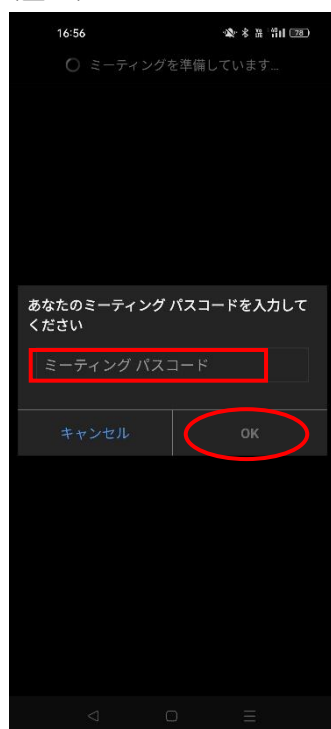 16:56
78
ミーティングを準備しています...
あなたのミーティング パスコードを入力して
ください
ミーティング パスコード
キャンセル
OK